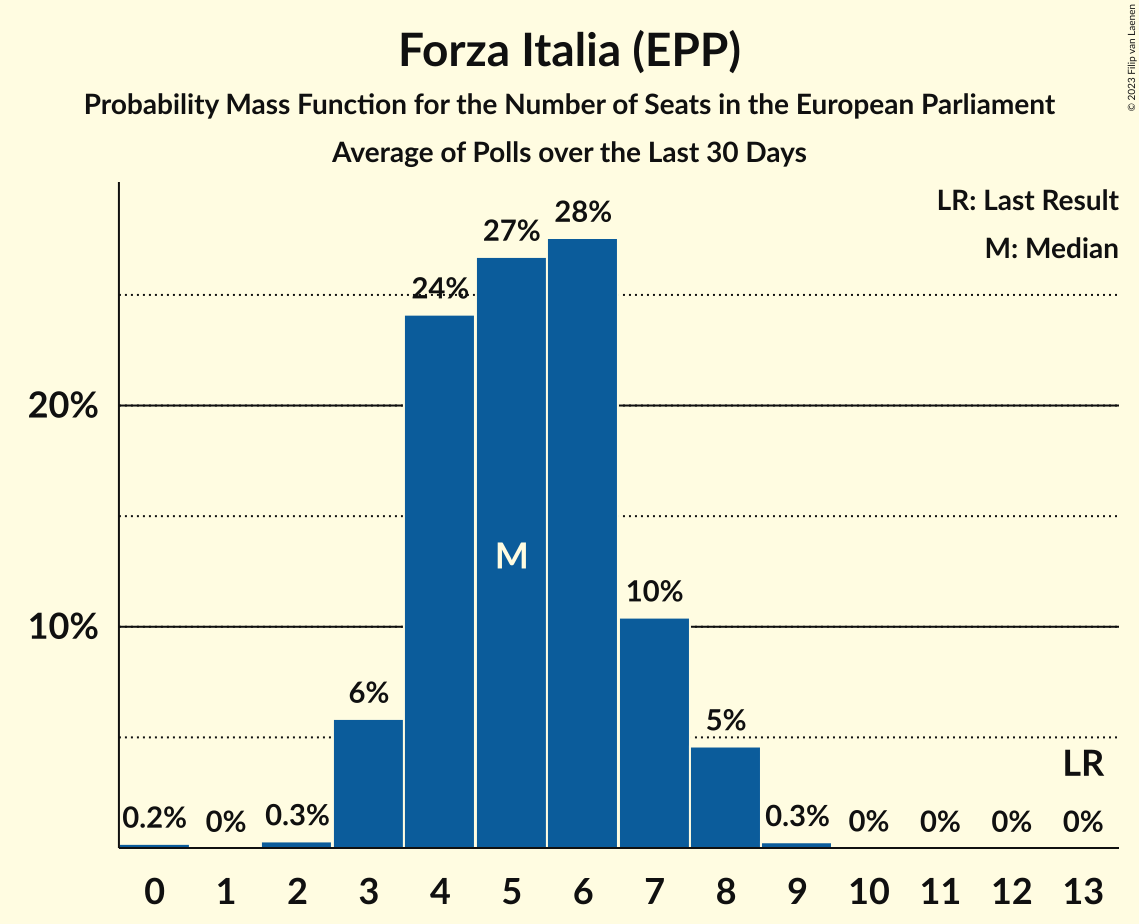 Forza Italia (EPP)
Probability Mass Function for the Number of Seats in the European Parliament
Average of Polls over the Last 30 Days
© 2023 Filip van Laenen
LR: Last Result
M: Median
28%
27%
24%
20%
M
10%
10%
6%
5%
LR
0.2% 0% 0.3% 0.3% 0% 0% 0% 0%
0 1 2 3 4 5 6 7 8 9 10 11 12 13